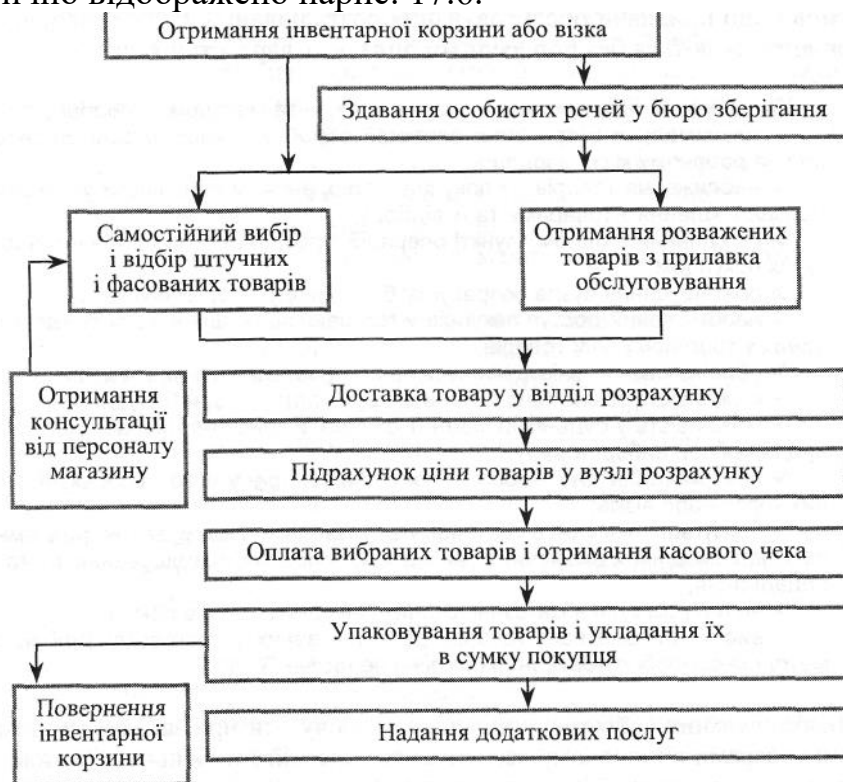 но відображено нарис. 17.6.
Отримання інвентарної корзини або візка
Здавання особистих речей у бюро зберігання
Самостійний вибір
і відбір штучних
і фасованих товарів
Отримання розважених
товарів з прилавка
обслуговування
Отримання
консультації
від персоналу
магазину
Доставка товару у відділ розрахунку
Підрахунок ціни товарів у вузлі розрахунку
Оплата вибраних товарів і отримання касового чека
Упаковування товарів і укладання їх
в сумку покупця
Повернення
інвентарної
корзини
Надання додаткових послуг